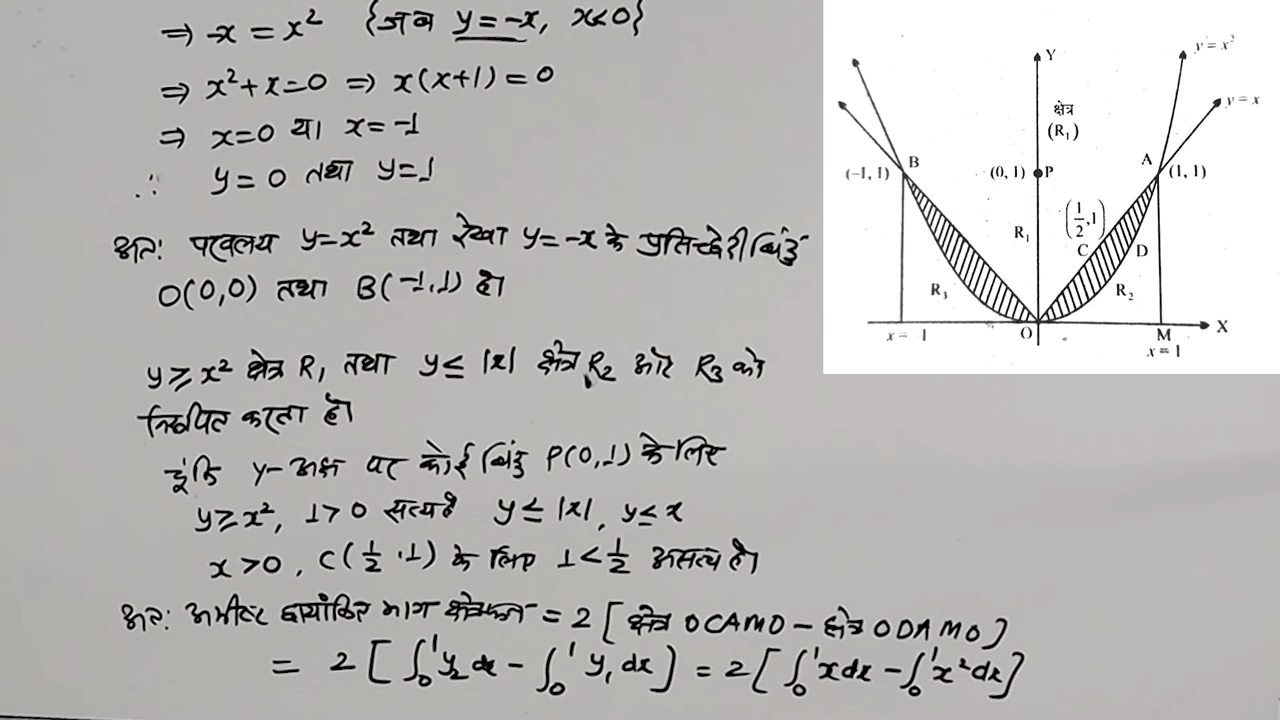 ⇒ -x = x² {जब y = -x, x<0}
⇒ x² + x = 0 ⇒ x(x+1) = 0
⇒ x=0 या x = -1
∴ y = 0 तथा y=1
अतः परवलय y=x² तथा रेखा y=-x के प्रतिच्छेदी बिंदु
O(0,0) तथा B(-1,1) है।
y ≥ x² क्षेत्र R₁ तथा y ≤ |x| क्षेत्र R₂ और R₃ को
निरूपित करता है।
चूंकि y-अक्ष पर कोई बिंदु P(0,1) के लिए
y ≥ x², 1>0 सत्य है y ≤ |x|, y ≤ x
x>0, C(1/2, 1) के लिए 1 < 1/2 असत्य है।
अतः अभीष्ट छायांकित भाग क्षेत्रफल = 2 [क्षेत्र OCAMO - क्षेत्र ODAMO]
= 2 [∫₀¹ y₂ dx - ∫₀¹ y₁ dx] = 2 [∫₀¹ x dx - ∫₀¹ x² dx]
y = x²
Y
y = x
क्षेत्र
(R₁)
B
A
(-1, 1)
(0, 1)
P
(1, 1)
(1/2, 1)
R₁
C
D
R₃
R₂
O
M
X
x = -1
x = 1